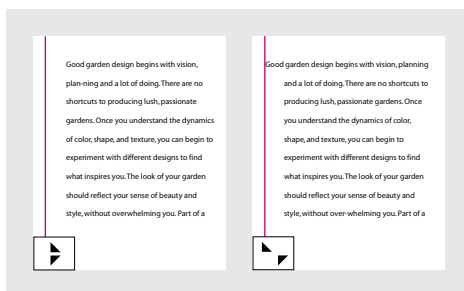 Good garden design begins with vision,
plan-ning and a lot of doing. There are no
shortcuts to producing lush, passionate
gardens. Once you understand the dynamics
of color, shape, and texture, you can begin to
experiment with different designs to find
what inspires you. The look of your garden
should reflect your sense of beauty and
style, without overwhelming you. Part of a
Good garden design begins with vision, planning
and a lot of doing. There are no shortcuts to
producing lush, passionate gardens. Once
you understand the dynamics of color,
shape, and texture, you can begin to
experiment with different designs to find
what inspires you. The look of your garden
should reflect your sense of beauty and
style, without over-whelming you. Part of a